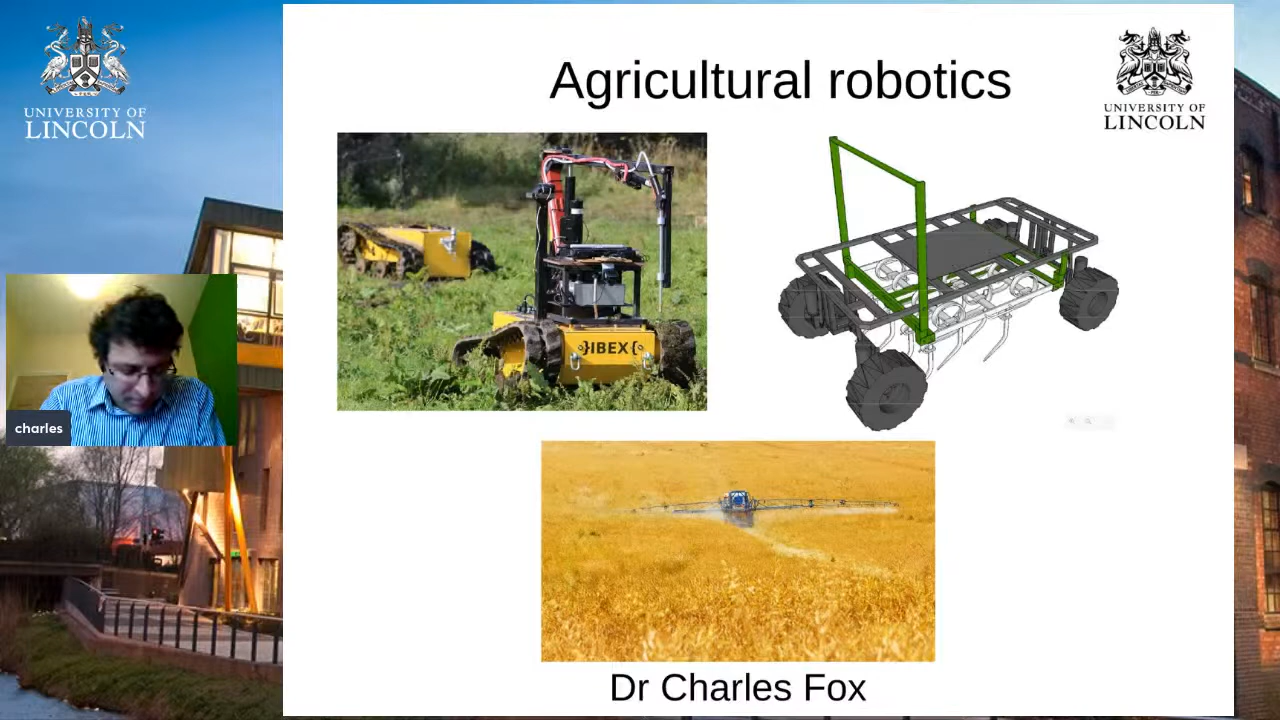 UNIVERSITY OF
LINCOLN
Agricultural robotics
UNIVERSITY OF
LINCOLN
IBEX
charles
Dr Charles Fox